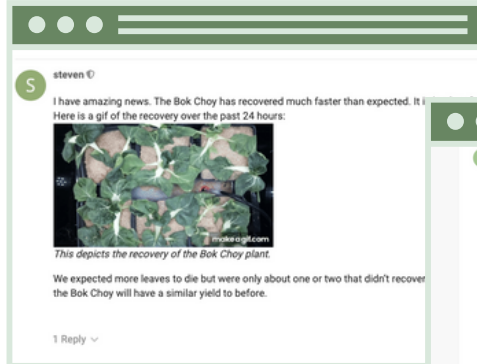 S
steven
I have amazing news. The Bok Choy has recovered much faster than expected. It i
Here is a gif of the recovery over the past 24 hours:
makeagif.com
This depicts the recovery of the Bok Choy plant.
We expected more leaves to die but were only about one or two that didn't recover
the Bok Choy will have a similar yield to before.
1 Reply